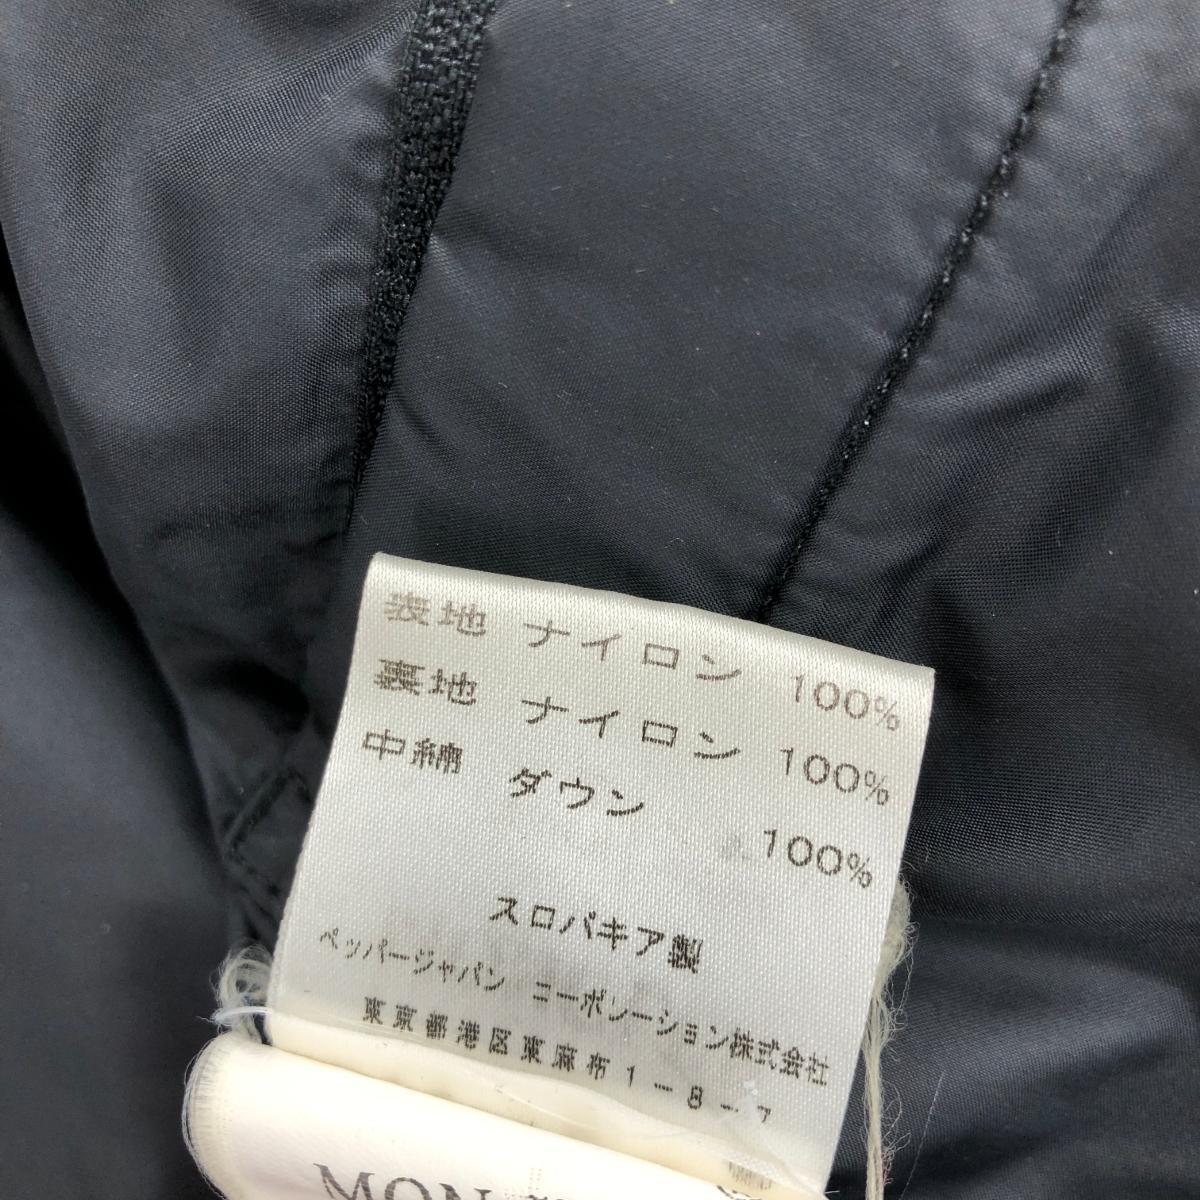 表地 ナイロン 100%
裏地 ナイロン 100%
中綿 ダウン 100%
スロバキア製
ペッパージャパン コーポレーション株式会社
東京都港区東麻布1-8-7
MON